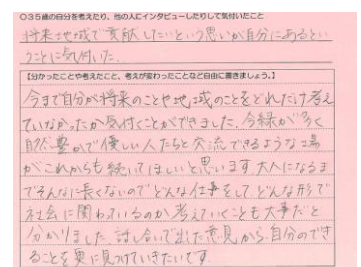 ○35歳の自分を考えたり、他の人にインタビューしたりして気付いたこと
将来地域で貢献したいという思いが自分にあるとい
うことに気付いた。
【分かったことや考えたこと、考えが変わったことなど自由に書きましょう。】
今まで自分が将来のことや地域のことをどれだけ考え
ていなかったか気付くことができました。今緑が多く
自然豊かで優しい人たちと交流できるような場
がこれからも続いてほしいと思います。大人になるま
でそんなに長くないのでどんな仕事をして、どんな形で
社会に関わっているのか考えていくことも大事だと
分かりました。話し合いで出た意見から、自分のでき
ることを更に見つけていきたいです。